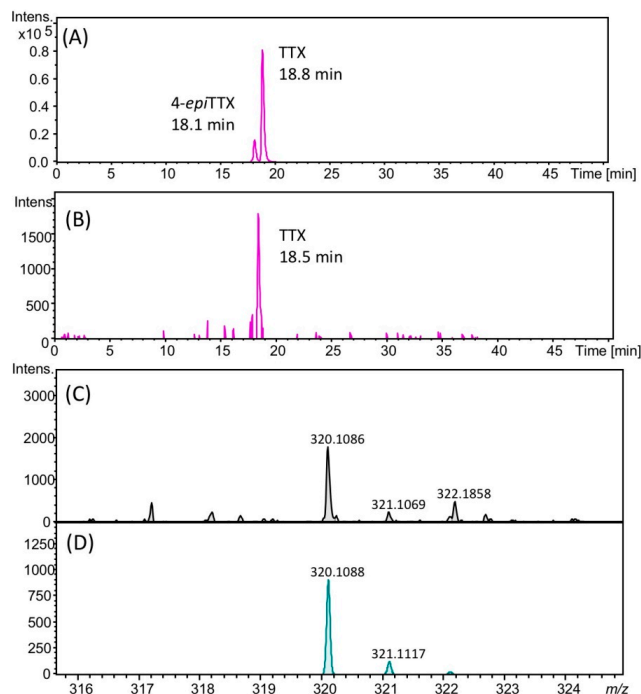 Intens.
x10 5
(A)
TTX
18.8 min
4-epiTTX
18.1 min
0.8
0.6
0.4
0.2
0.0
0 5 10 15 20 25 30 35 40 45 Time [min]
Intens.
(B)
TTX
18.5 min
1500
1000
500
0
0 5 10 15 20 25 30 35 40 45 Time [min]
Intens.
(C)
3000
2000
1000
0
320.1086
321.1069
322.1858
(D)
1250
1000
750
500
250
0
320.1088
321.1117
316 317 318 319 320 321 322 323 324 m/z